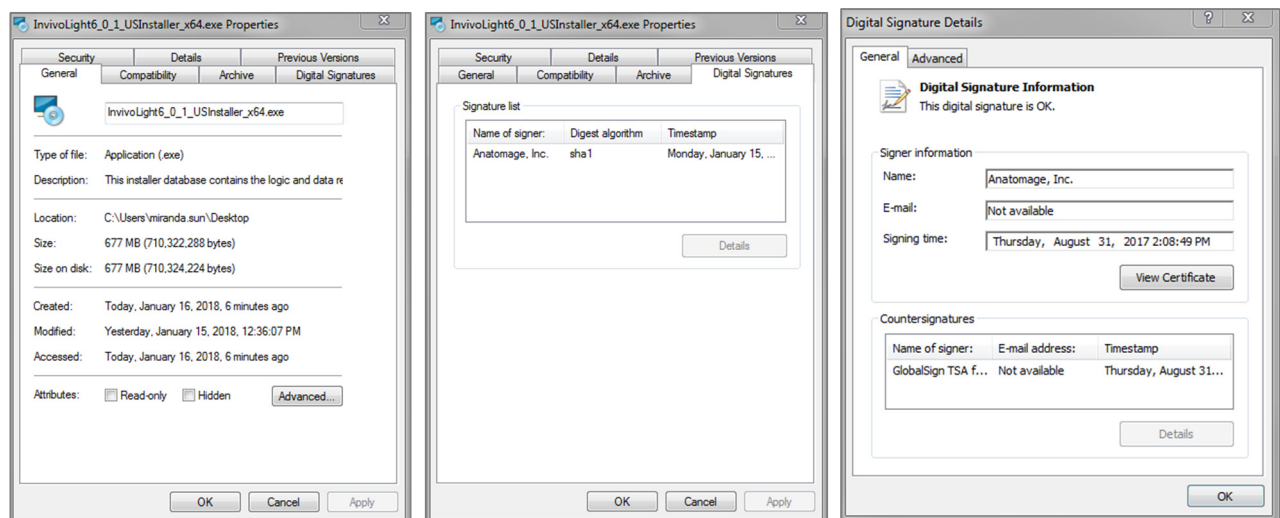 InvivoLight6_0_1_USInstaller_x64.exe Properties
Security Details Previous Versions
General Compatibility Archive Digital Signatures
InvivoLight6_0_1_USInstaller_x64.exe
Type of file: Application (.exe)
Description: This installer database contains the logic and data re
Location: C:\Users\miranda.sun\Desktop
Size: 677 MB (710,322,288 bytes)
Size on disk: 677 MB (710,324,224 bytes)
Created: Today, January 16, 2018, 6 minutes ago
Modified: Yesterday, January 15, 2018, 12:36:07 PM
Accessed: Today, January 16, 2018, 6 minutes ago
Attributes: Read-only Hidden Advanced...
OK Cancel Apply
InvivoLight6_0_1_USInstaller_x64.exe Properties
Security Details Previous Versions
General Compatibility Archive Digital Signatures
Signature list
Name of signer: Digest algorithm Timestamp
Anatomage, Inc. sha1 Monday, January 15, ...
Details
OK Cancel Apply
Digital Signature Details
General Advanced
Digital Signature Information
This digital signature is OK.
Signer information
Name: Anatomage, Inc.
E-mail: Not available
Signing time: Thursday, August 31, 2017 2:08:49 PM
View Certificate
Countersignatures
Name of signer: E-mail address: Timestamp
GlobalSign TSA f... Not available Thursday, August 31...
Details
OK